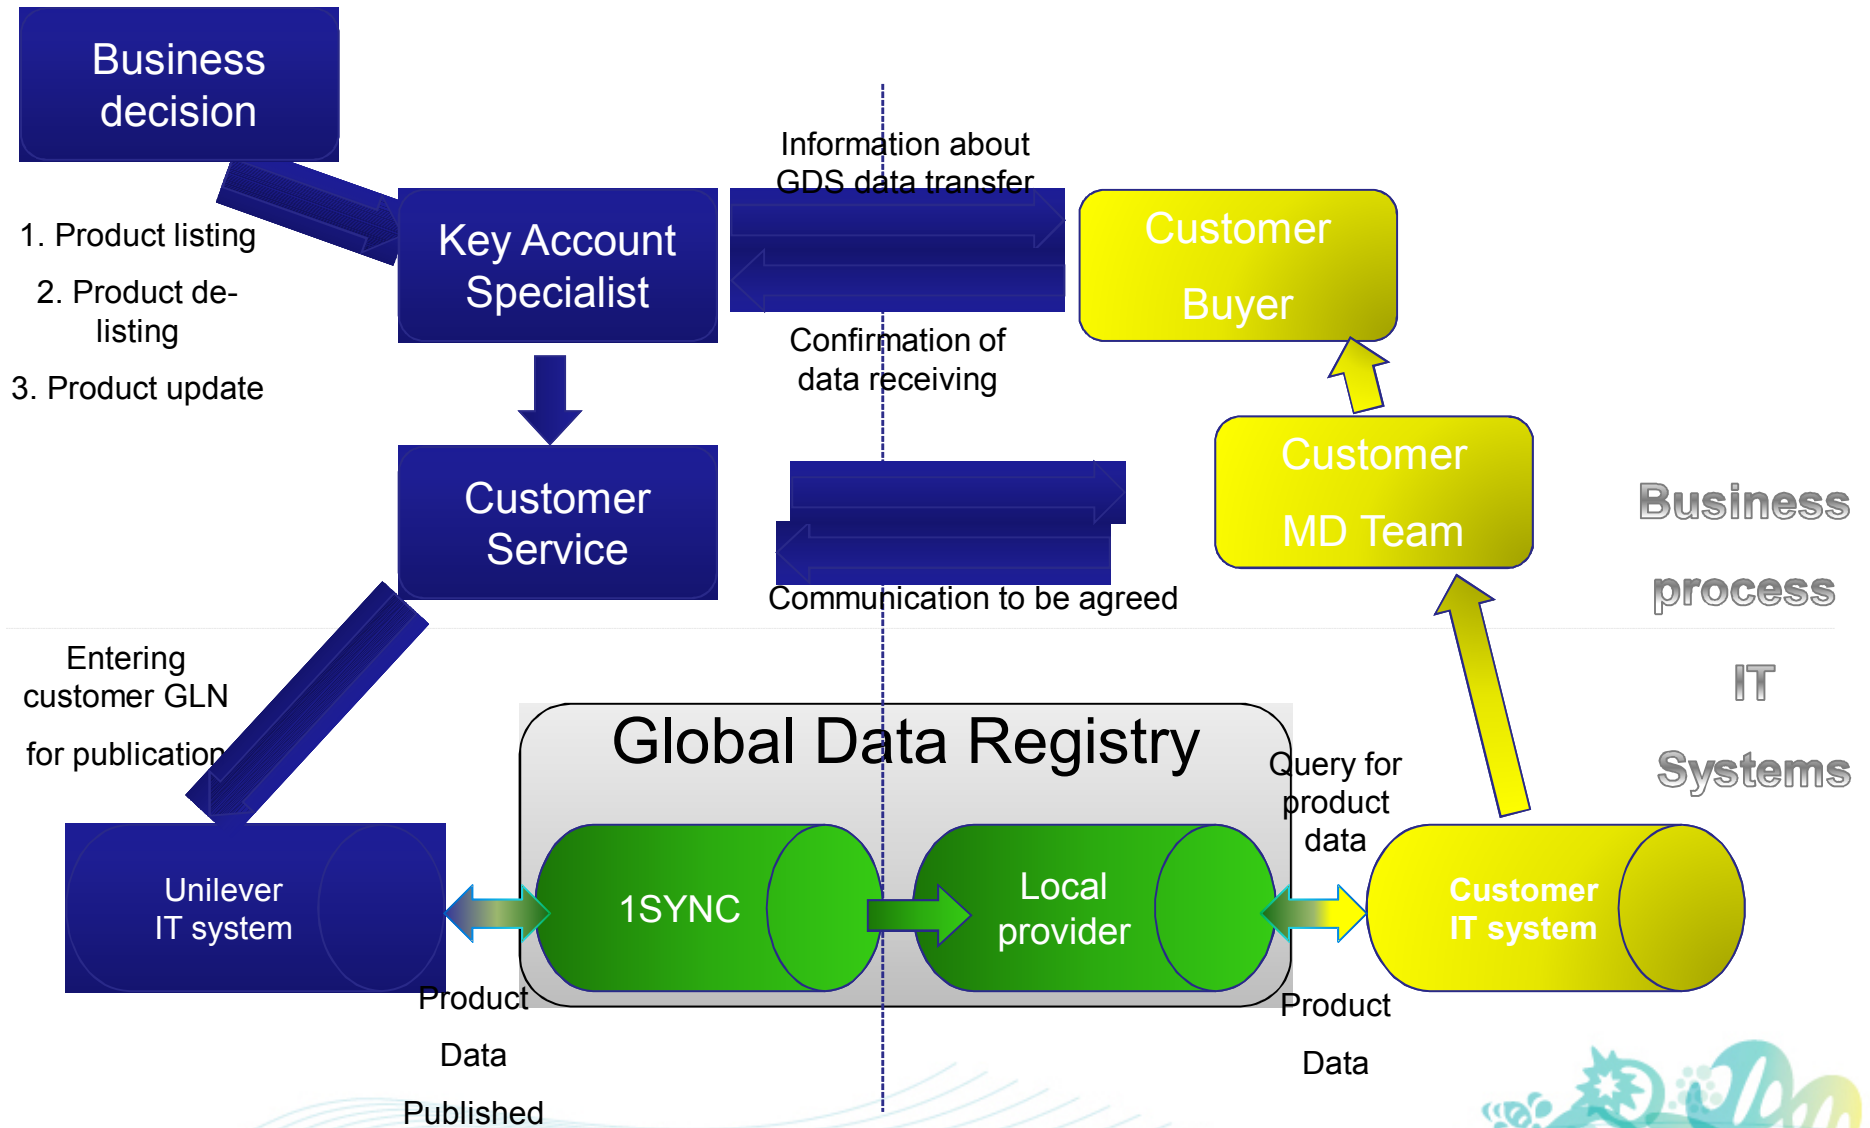 Business
decision
Information about
GDS data transfer
1. Product listing
2. Product de-
listing
3. Product update
Key Account
Specialist
Customer
Buyer
Confirmation of
data receiving
Customer
Service
Customer
MD Team
Communication to be agreed
Business
process
IT
Systems
Entering
customer GLN
for publication
Global Data Registry
Query for
product
data
Unilever
IT system
1SYNC
Local
provider
Customer
IT system
Product
Data
Published
Product
Data